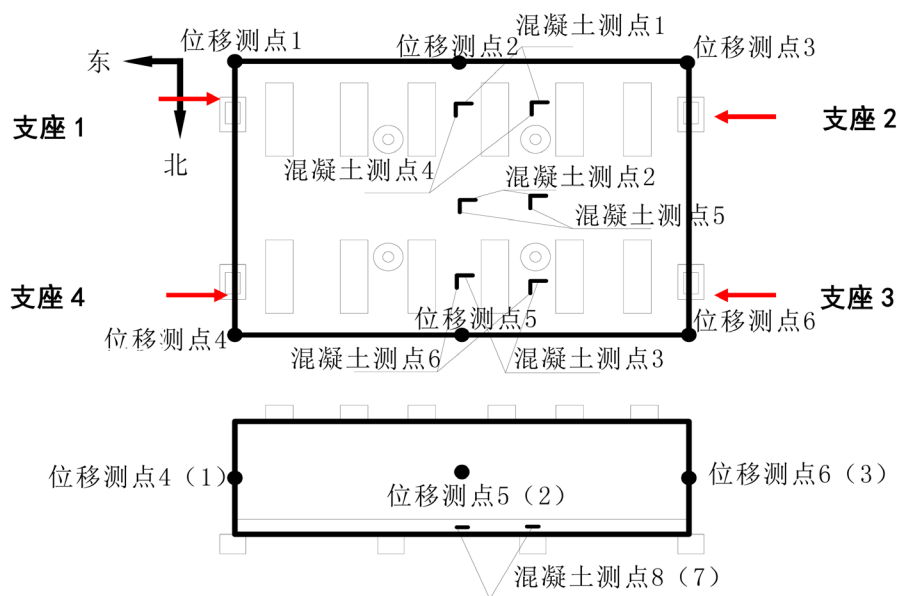 位移测点1
位移测点2
混凝土测点1
位移测点3
东
北
支座1
支座2
混凝土测点4
混凝土测点2
混凝土测点5
支座4
支座3
位移测点4
位移测点5
位移测点6
混凝土测点6
混凝土测点3
位移测点4（1）
位移测点5（2）
位移测点6（3）
混凝土测点8（7）